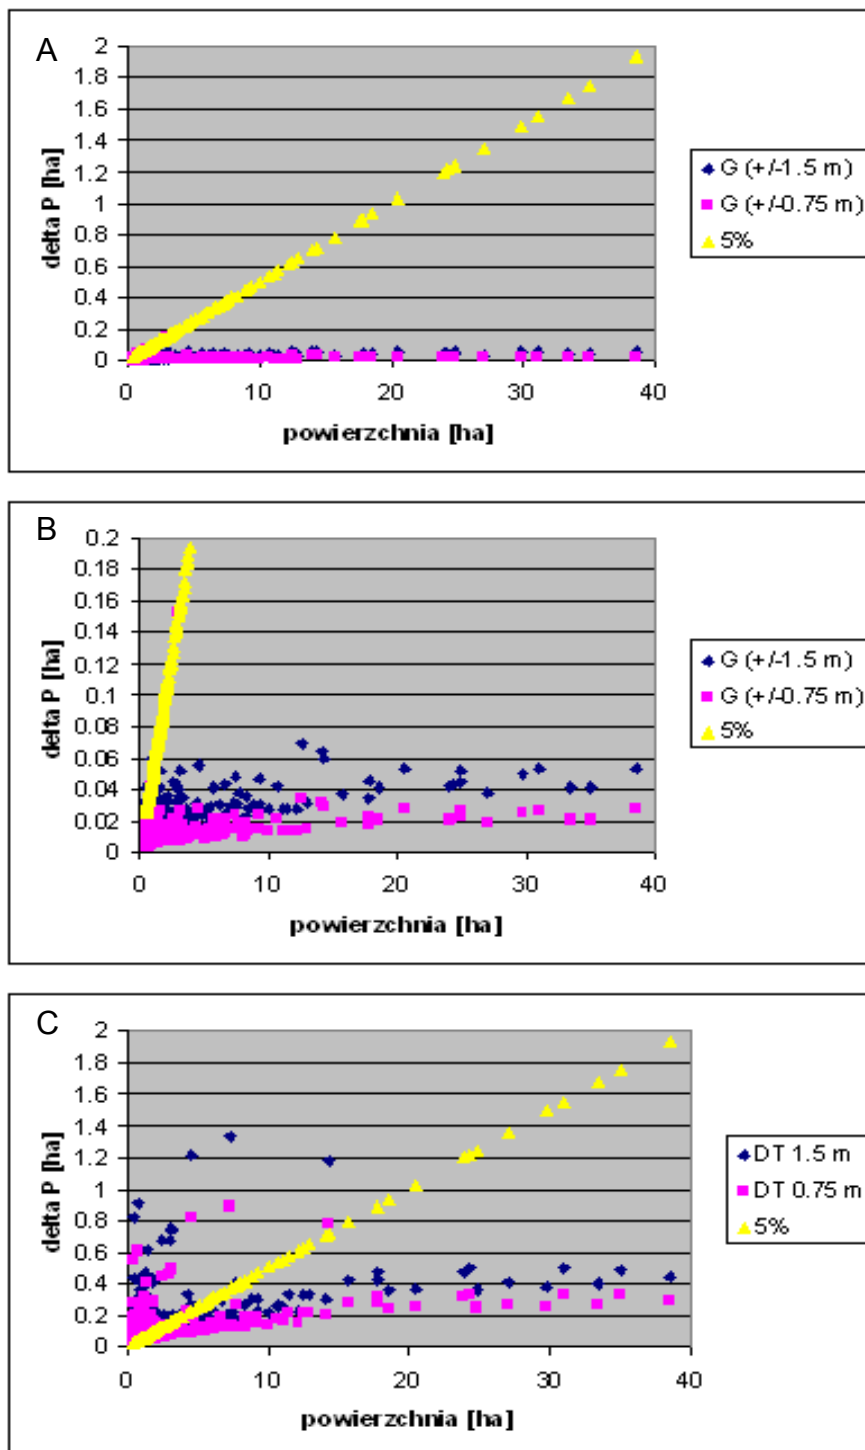 A
2
1.8
1.6
1.4
1.2
1
0.8
0.6
0.4
0.2
0
delta P [ha]
0 10 20 30 40
powierzchnia [ha]
G (+/-1.5 m)
G (+/-0.75 m)
5%
B
0.2
0.18
0.16
0.14
0.12
0.1
0.08
0.06
0.04
0.02
0
delta P [ha]
0 10 20 30 40
powierzchnia [ha]
G (+/-1.5 m)
G (+/-0.75 m)
5%
C
2
1.8
1.6
1.4
1.2
1
0.8
0.6
0.4
0.2
0
delta P [ha]
0 10 20 30 40
powierzchnia [ha]
DT 1.5 m
DT 0.75 m
5%